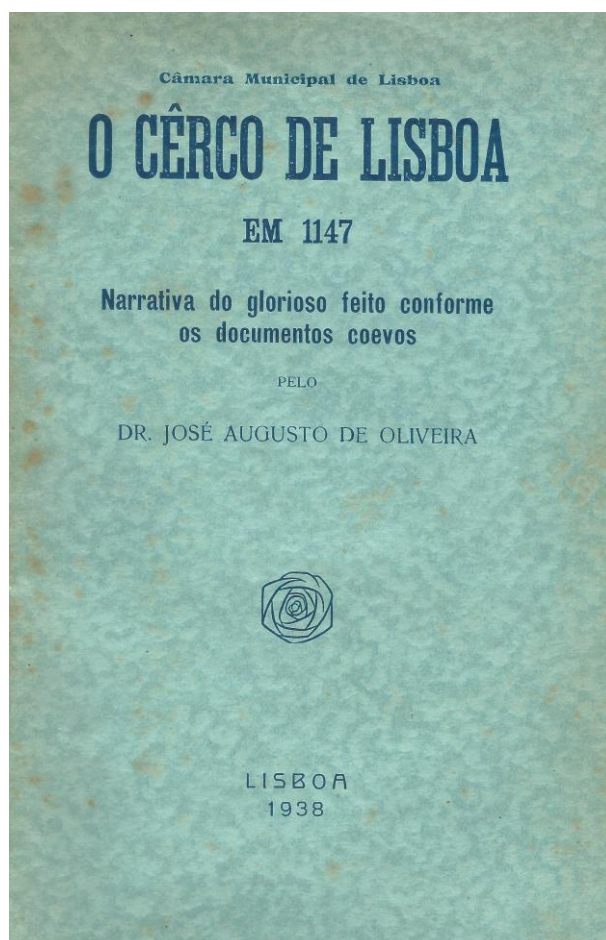 Câmara Municipal de Lisboa
O CÊRCO DE LISBOA
EM 1147
Narrativa do glorioso feito conforme
os documentos coevos
PELO
DR. JOSÉ AUGUSTO DE OLIVEIRA
LISBOA
1938